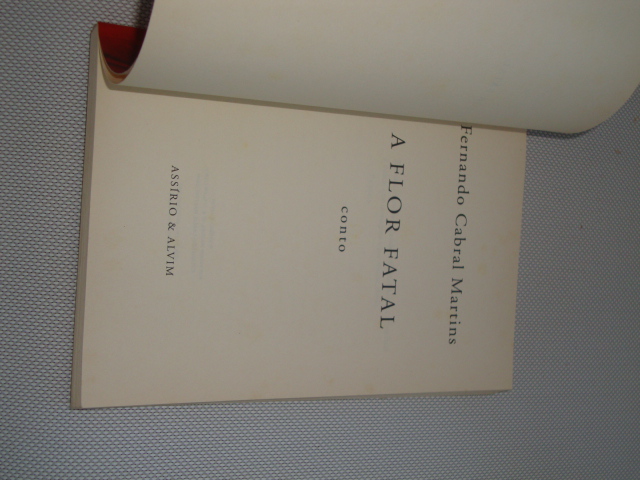 Fernando Cabral Martins
A FLOR FATAL
conto
ASSÍRIO & ALVIM